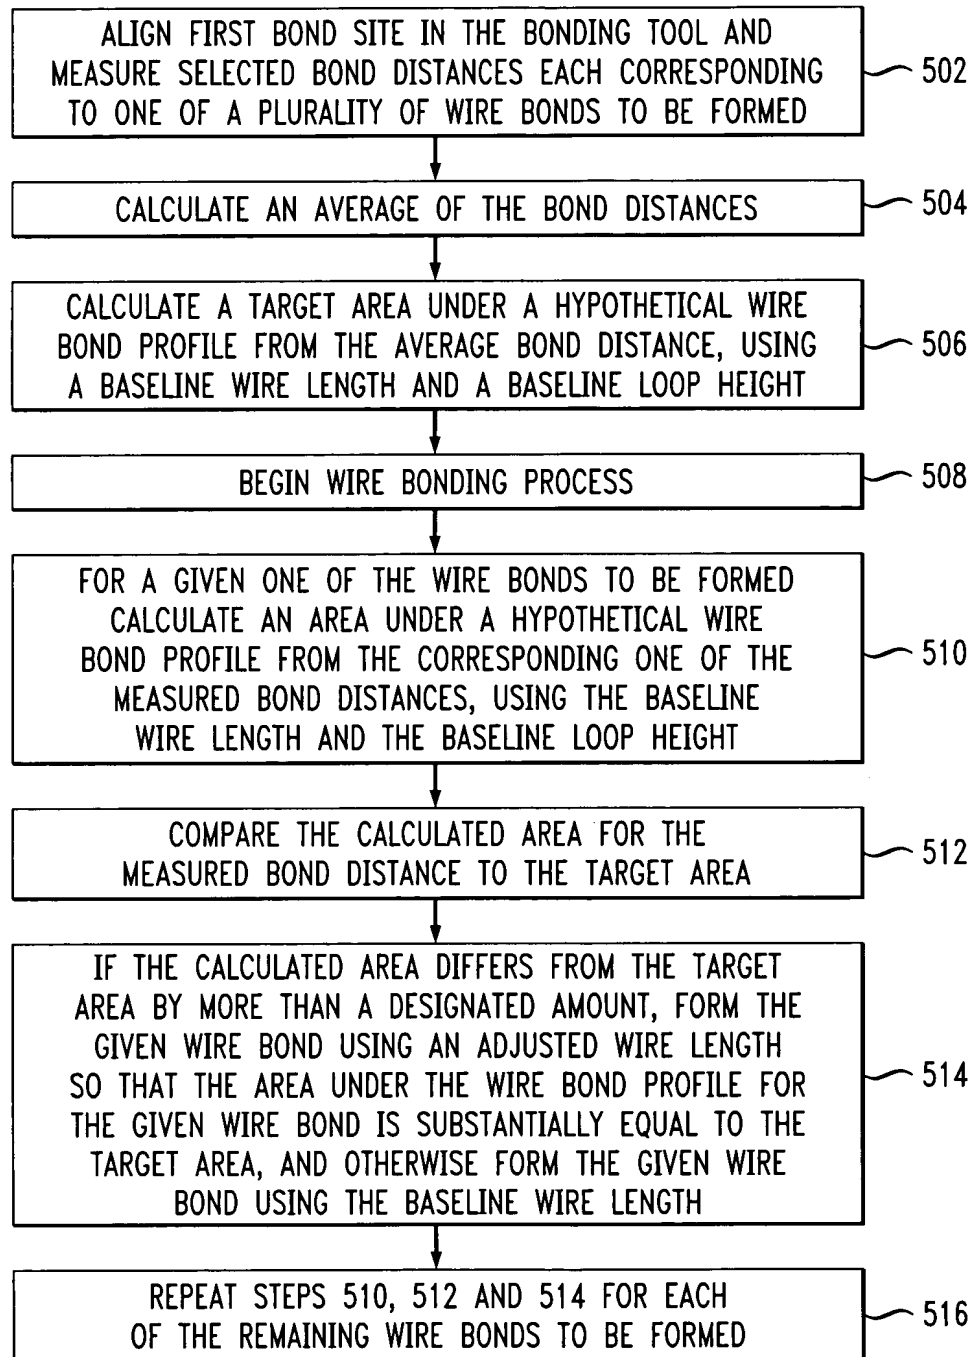 ALIGN FIRST BOND SITE IN THE BONDING TOOL AND
MEASURE SELECTED BOND DISTANCES EACH CORRESPONDING
TO ONE OF A PLURALITY OF WIRE BONDS TO BE FORMED
502
CALCULATE AN AVERAGE OF THE BOND DISTANCES
504
CALCULATE A TARGET AREA UNDER A HYPOTHETICAL WIRE
BOND PROFILE FROM THE AVERAGE BOND DISTANCE, USING
A BASELINE WIRE LENGTH AND A BASELINE LOOP HEIGHT
506
BEGIN WIRE BONDING PROCESS
508
FOR A GIVEN ONE OF THE WIRE BONDS TO BE FORMED
CALCULATE AN AREA UNDER A HYPOTHETICAL WIRE
BOND PROFILE FROM THE CORRESPONDING ONE OF THE
MEASURED BOND DISTANCES, USING THE BASELINE
WIRE LENGTH AND THE BASELINE LOOP HEIGHT
510
COMPARE THE CALCULATED AREA FOR THE
MEASURED BOND DISTANCE TO THE TARGET AREA
512
IF THE CALCULATED AREA DIFFERS FROM THE TARGET
AREA BY MORE THAN A DESIGNATED AMOUNT, FORM THE
GIVEN WIRE BOND USING AN ADJUSTED WIRE LENGTH
SO THAT THE AREA UNDER THE WIRE BOND PROFILE FOR
THE GIVEN WIRE BOND IS SUBSTANTIALLY EQUAL TO THE
TARGET AREA, AND OTHERWISE FORM THE GIVEN WIRE
BOND USING THE BASELINE WIRE LENGTH
514
REPEAT STEPS 510, 512 AND 514 FOR EACH
OF THE REMAINING WIRE BONDS TO BE FORMED
516